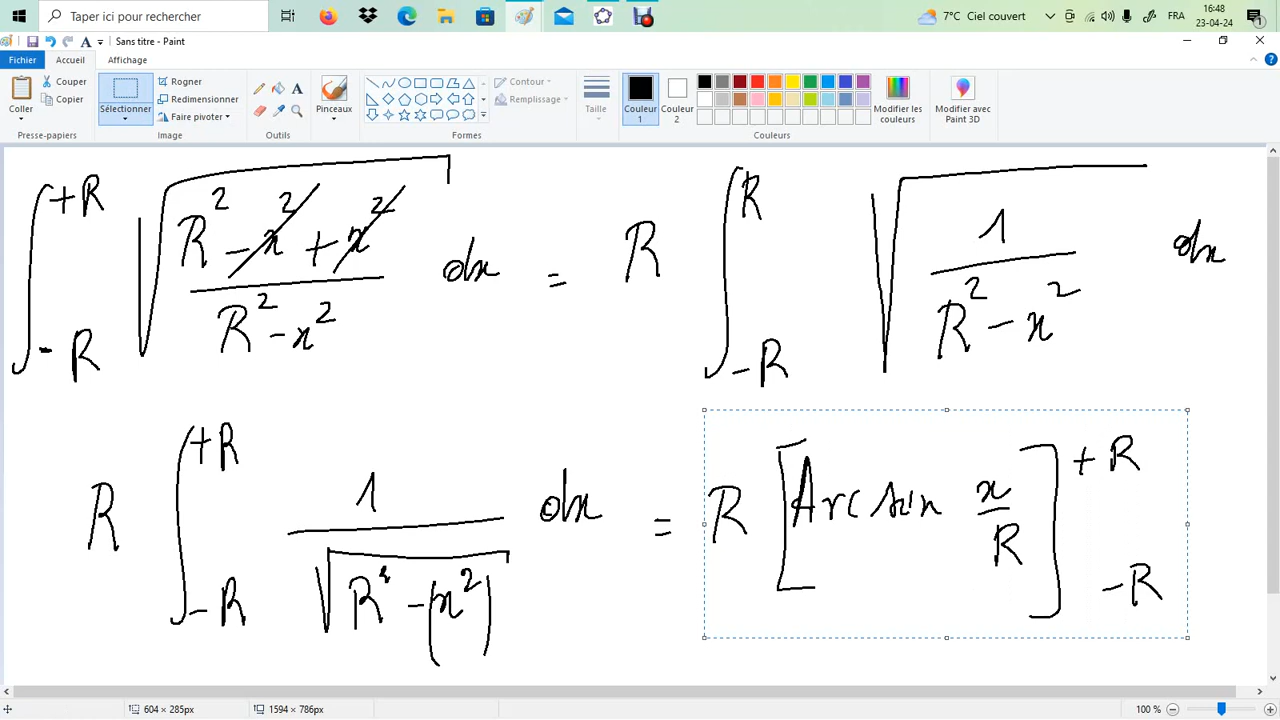 Taper ici pour rechercher
7°C Ciel couvert
FRA
16:48
23-04-24
1
Sans titre - Paint
Fichier
Accueil
Affichage
Coller
Couper
Copier
Presse-papiers
Sélectionner
Rogner
Redimensionner
Faire pivoter
Image
A
Outils
Pinceaux
Contour
Remplissage
Formes
Taille
Couleur 1
Couleur 2
Modifier les couleurs
Couleurs
Modifier avec Paint 3D
∫_{-R}^{+R} √((R² - x² + x²)/(R² - x²)) dx = R ∫_{-R}^{R} √(1/(R² - x²)) dx
R ∫_{-R}^{+R} 1/√(R² - (x²)) dx = R [Arcsin x/R]_{-R}^{+R}
604 × 285px
1594 × 786px
100 %